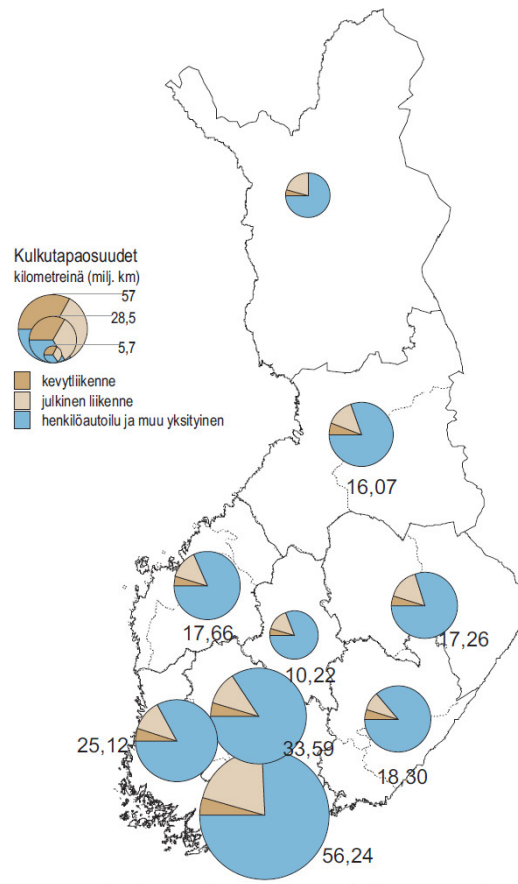 Kulkutapaosuudet
kilometreinä (milj. km)
57
28,5
5,7
kevytliikenne
julkinen liikenne
henkilöautoilu ja muu yksityinen
16,07
17,66
17,26
10,22
25,12
33,59
18,30
56,24